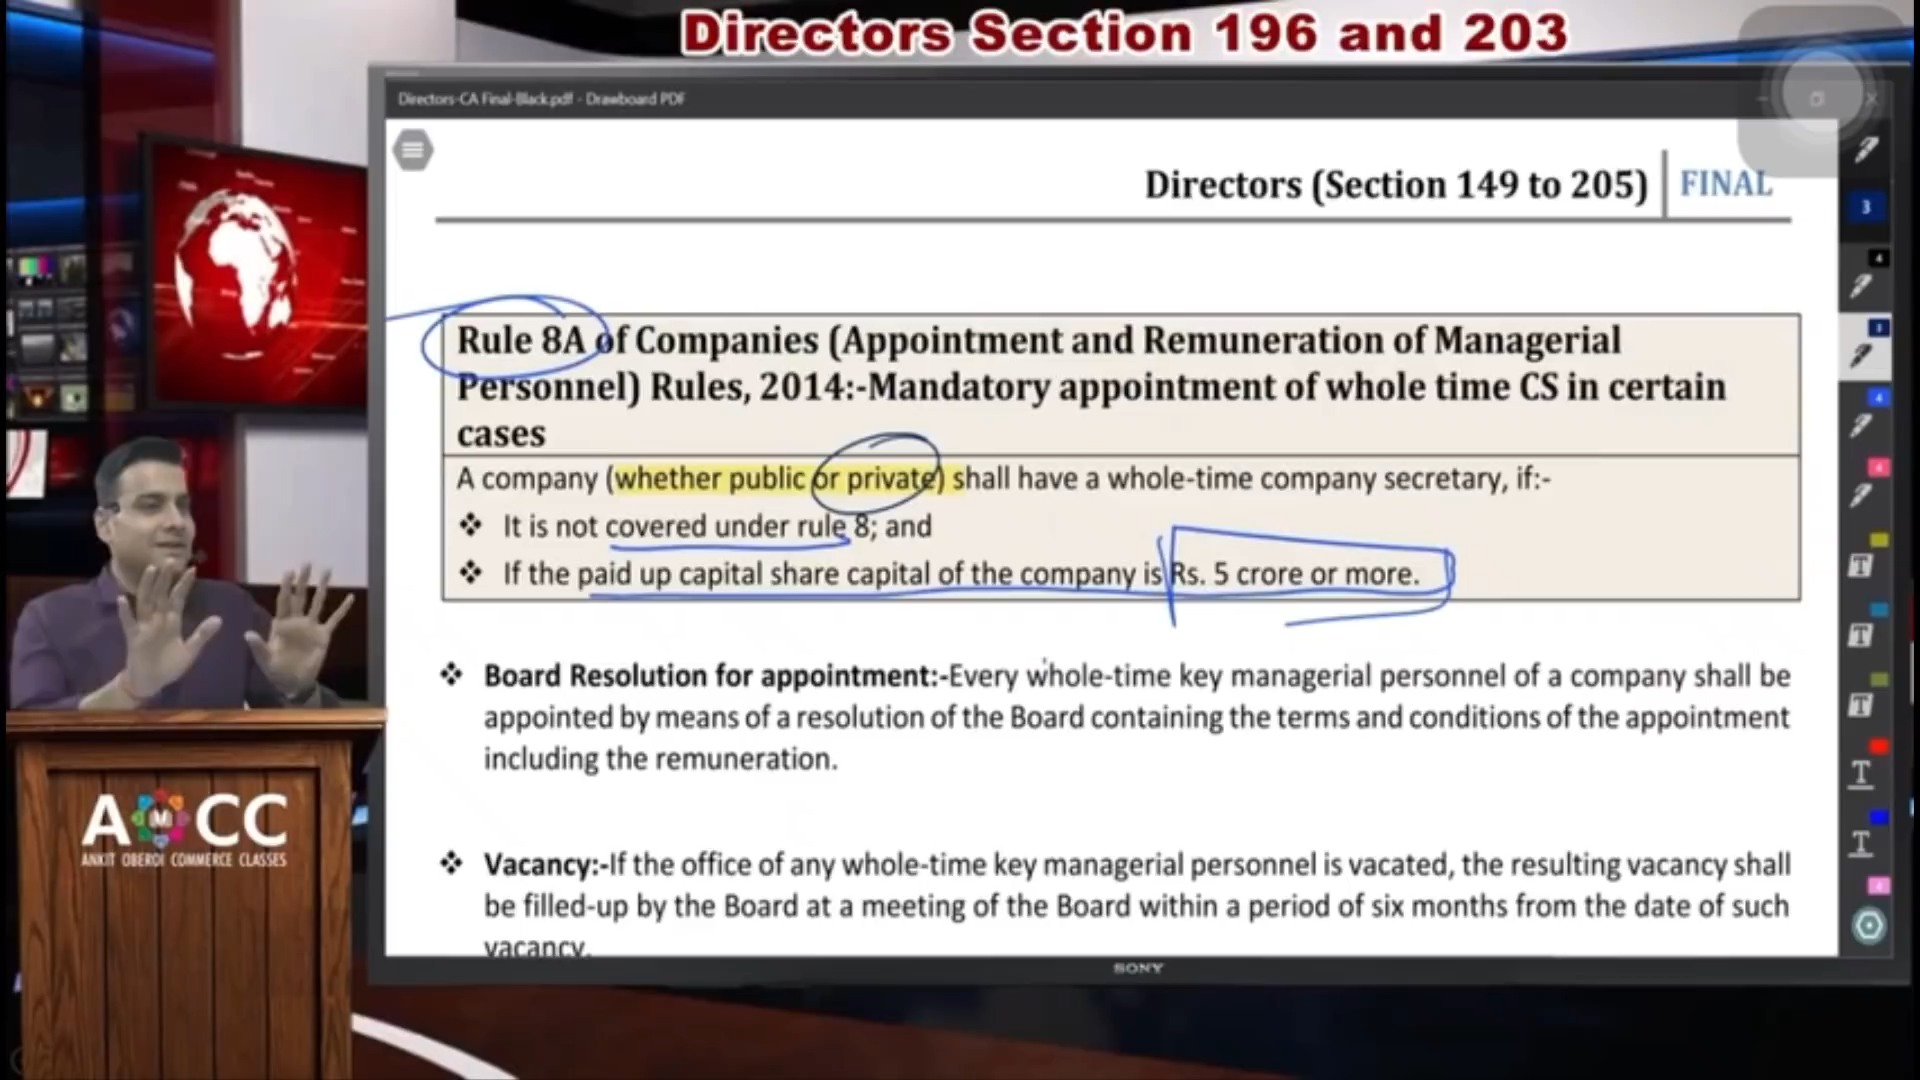 Directors Section 196 and 203
Directors-CA Final-Black.pdf - Drawboard PDF
Directors (Section 149 to 205) FINAL
Rule 8A of Companies (Appointment and Remuneration of Managerial
Personnel) Rules, 2014:-Mandatory appointment of whole time CS in certain
cases
A company (whether public or private) shall have a whole-time company secretary, if:-
❖ It is not covered under rule 8; and
❖ If the paid up capital share capital of the company is Rs. 5 crore or more.
❖ Board Resolution for appointment:-Every whole-time key managerial personnel of a company shall be
appointed by means of a resolution of the Board containing the terms and conditions of the appointment
including the remuneration.
❖ Vacancy:-If the office of any whole-time key managerial personnel is vacated, the resulting vacancy shall
be filled-up by the Board at a meeting of the Board within a period of six months from the date of such
vacancy.
SONY
AOCC
M
ANKIT OBEROI COMMERCE CLASSES
3
4
3
4
4
T
T
T
T
T
4